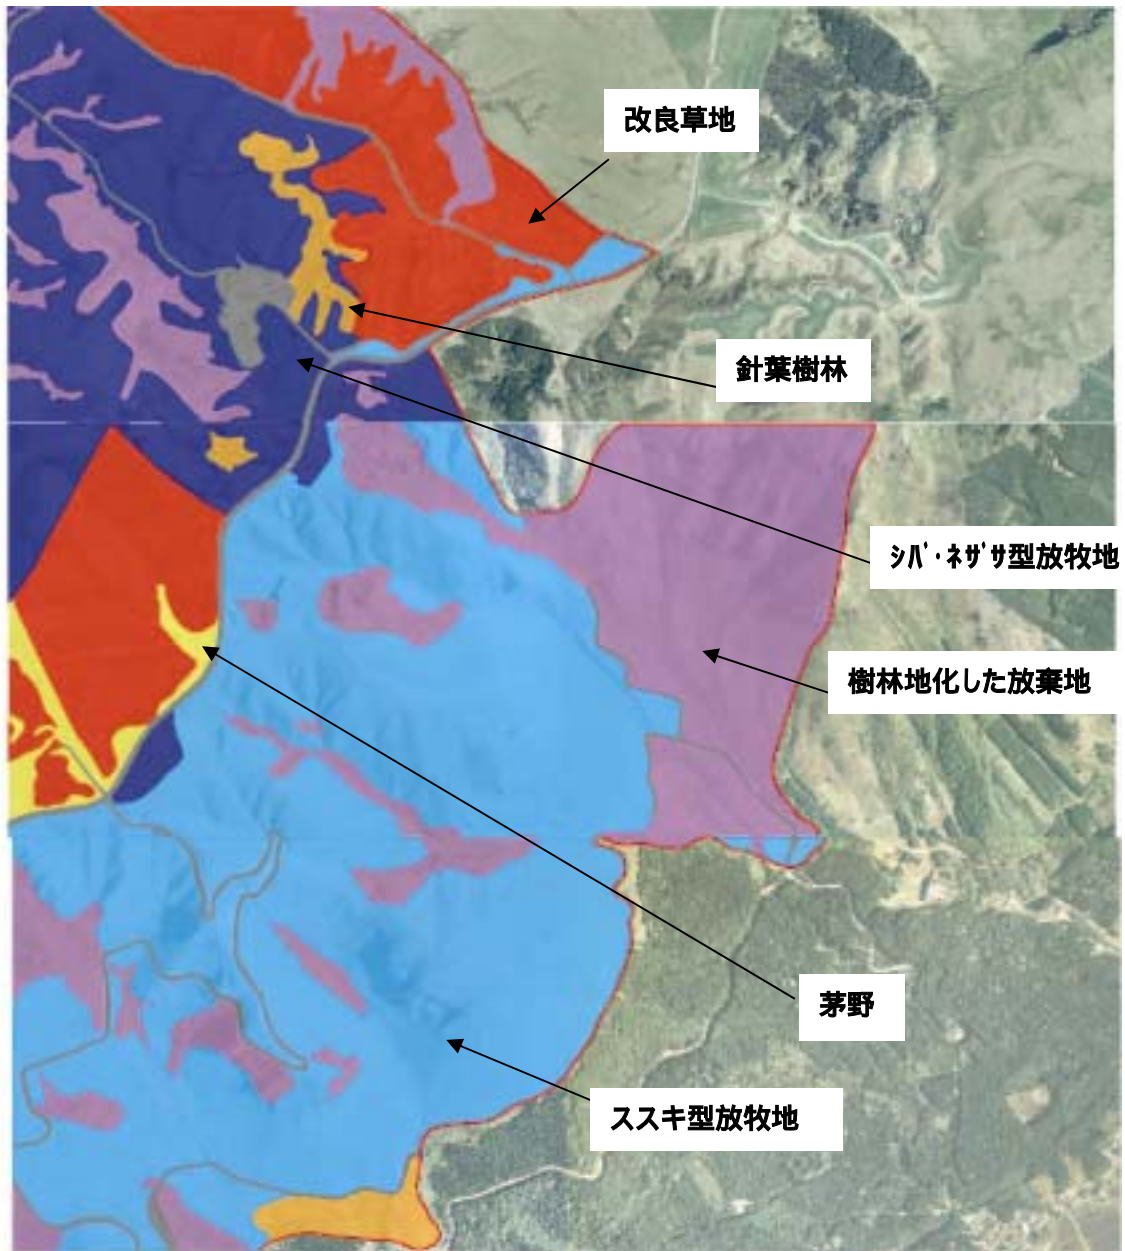 改良草地
針葉樹林
ｼﾊﾞ・ﾈｻﾞｻ型放牧地
樹林地化した放棄地
茅野
ススキ型放牧地